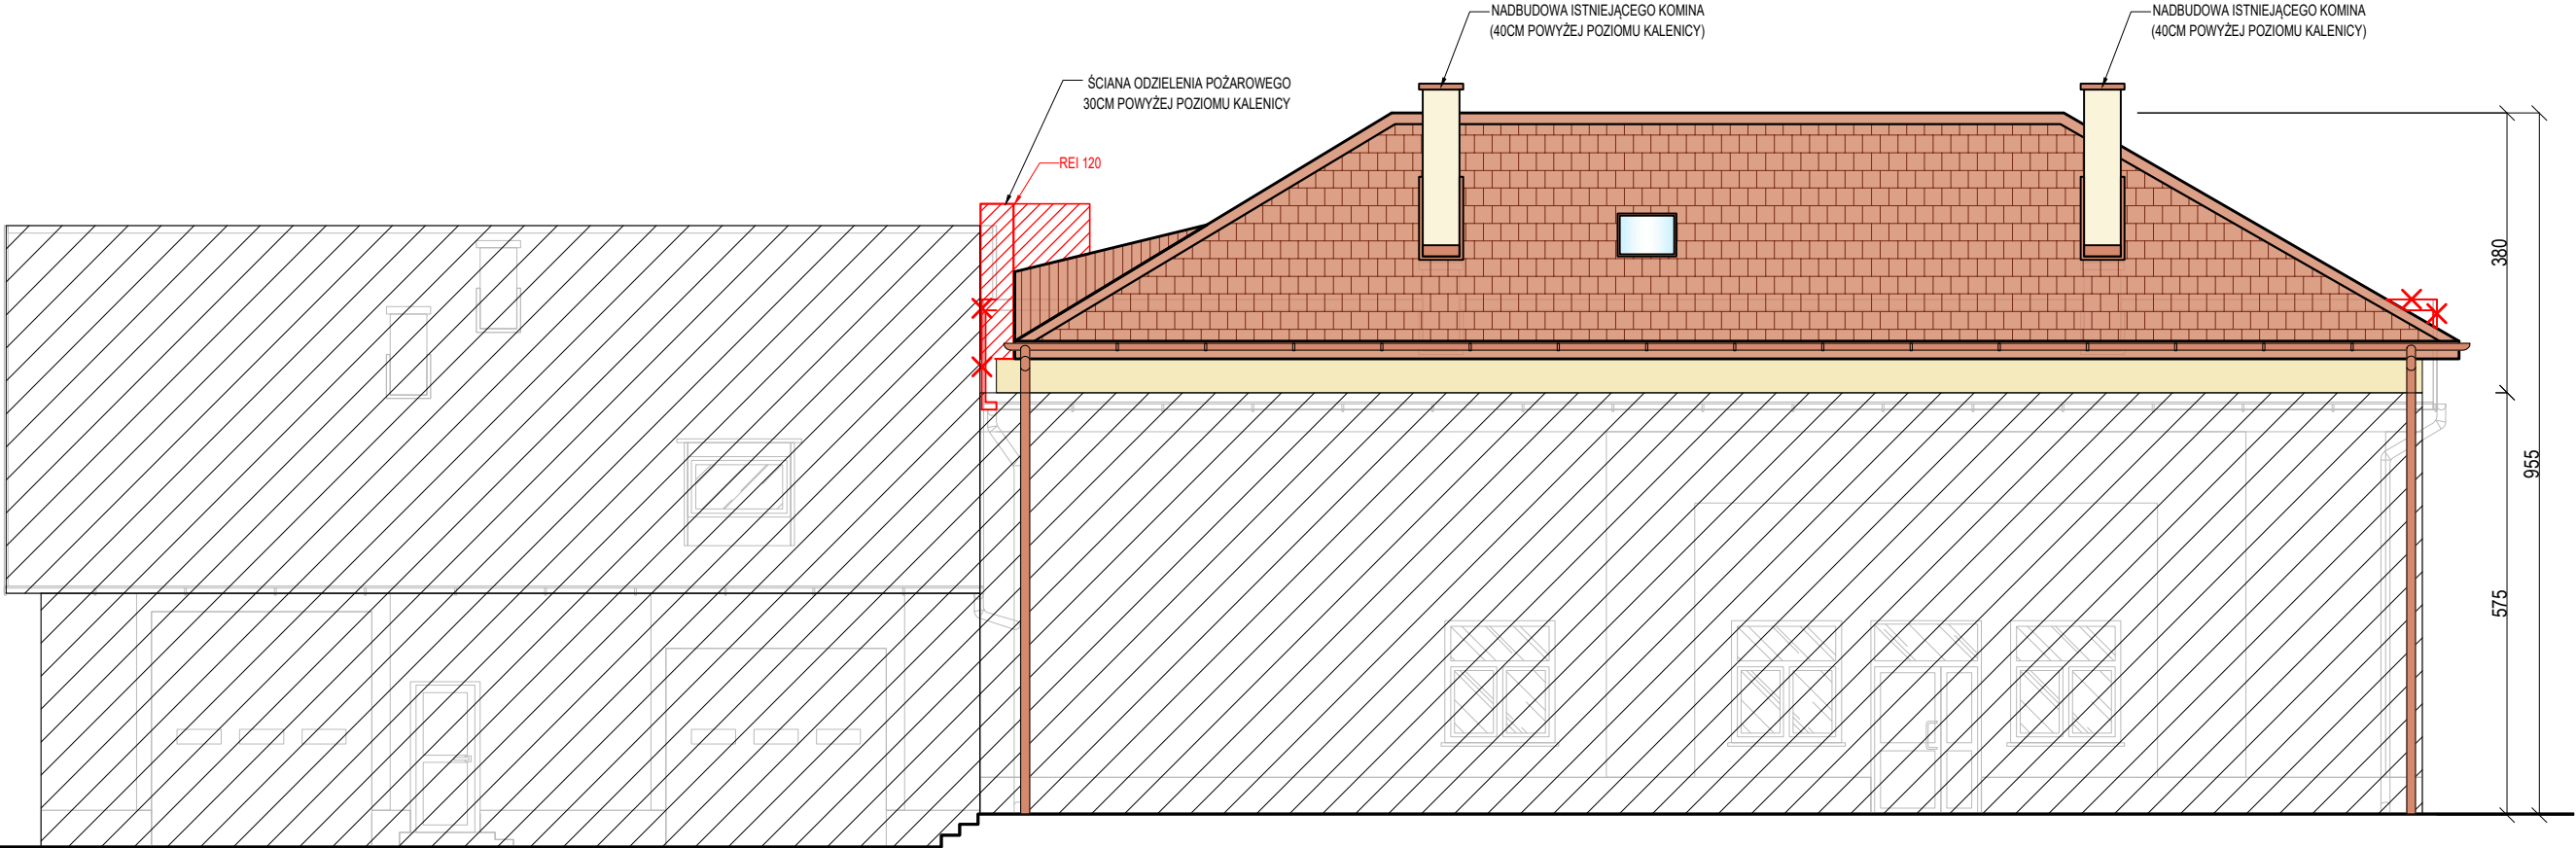 NADBUDOWA ISTNIEJĄCEGO KOMINA
(40CM POWYŻEJ POZIOMU KALENICY)
NADBUDOWA ISTNIEJĄCEGO KOMINA
(40CM POWYŻEJ POZIOMU KALENICY)
ŚCIANA ODZIELENIA POŻAROWEGO
30CM POWYŻEJ POZIOMU KALENICY
REI 120
380
955
575